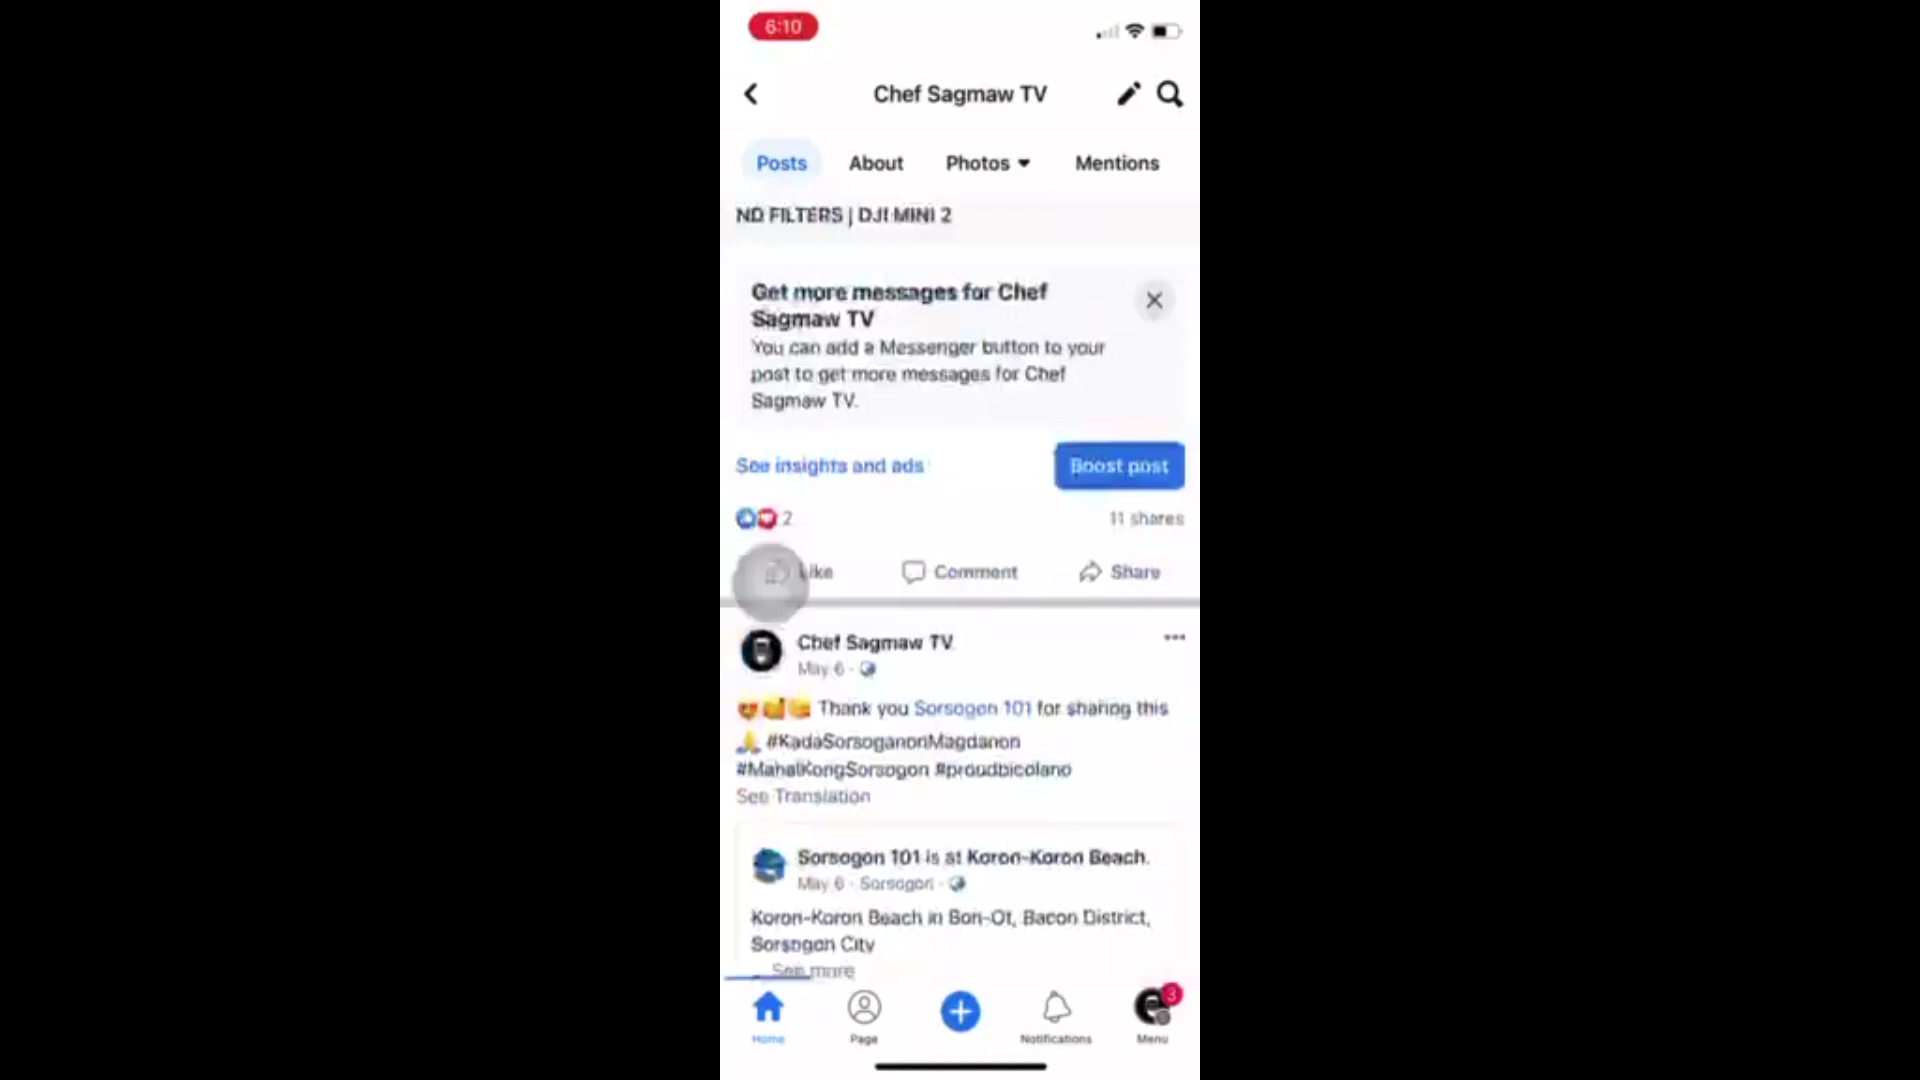 6:10
Chef Sagmaw TV
Posts About Photos Mentions
ND FILTERS | DJI MINI 2
Get more messages for Chef
Sagmaw TV
You can add a Messenger button to your
post to get more messages for Chef
Sagmaw TV.
See insights and ads
Boost post
2
11 shares
Like Comment Share
Chef Sagmaw TV
May 6 ·
Thank you Sorsogon 101 for sharing this
#KadaSorsoganonMagdanon
#MahalKongSorsogon #proudbicolano
See Translation
Sorsogon 101 is at Koron-Koron Beach.
May 6 · Sorsogon ·
Koron-Koron Beach in Bon-Ot, Bacon District,
Sorsogon City
... See more
3
Home Page Notifications Menu